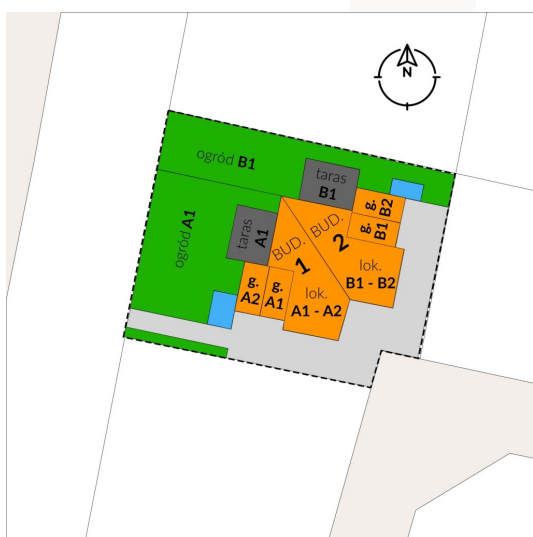 N
ogród B1
taras
B1
g.
B2
g.
B1
ogród A1
taras
A1
BUD.
1
BUD.
2
lok.
B1 - B2
g.
A2
g.
A1
lok.
A1 - A2